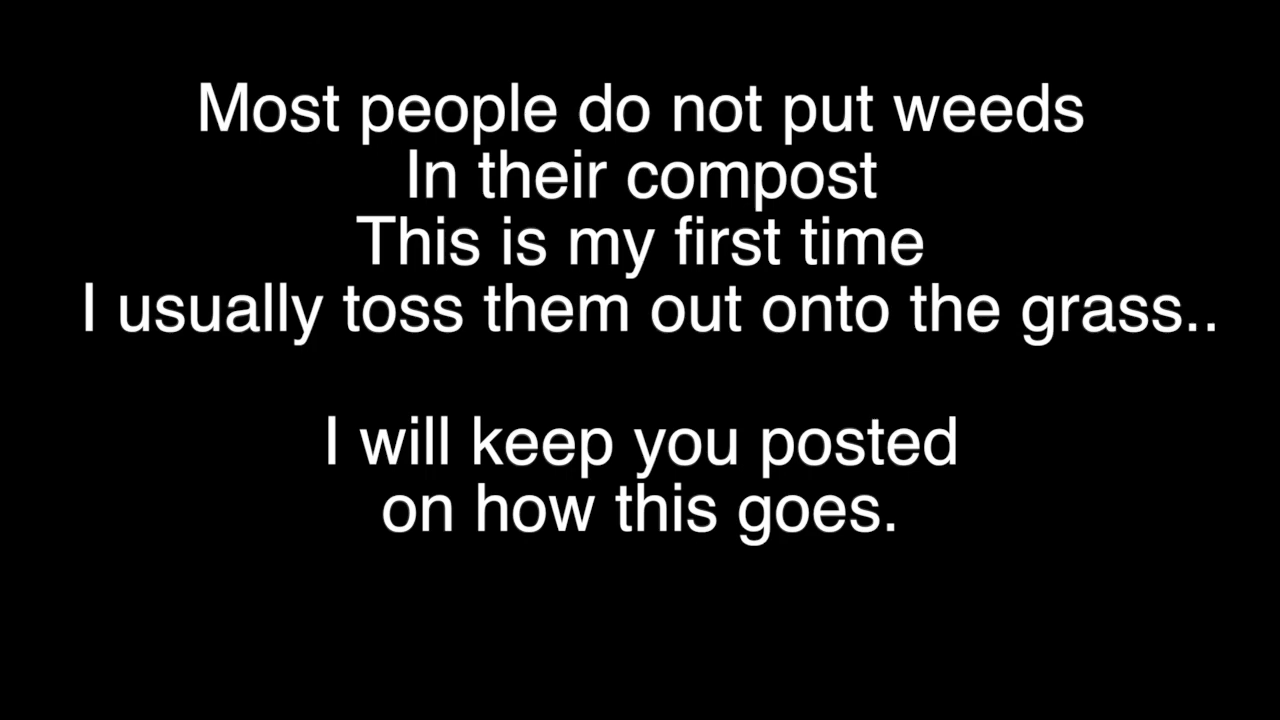 Most people do not put weeds
In their compost
This is my first time
I usually toss them out onto the grass..
I will keep you posted
on how this goes.